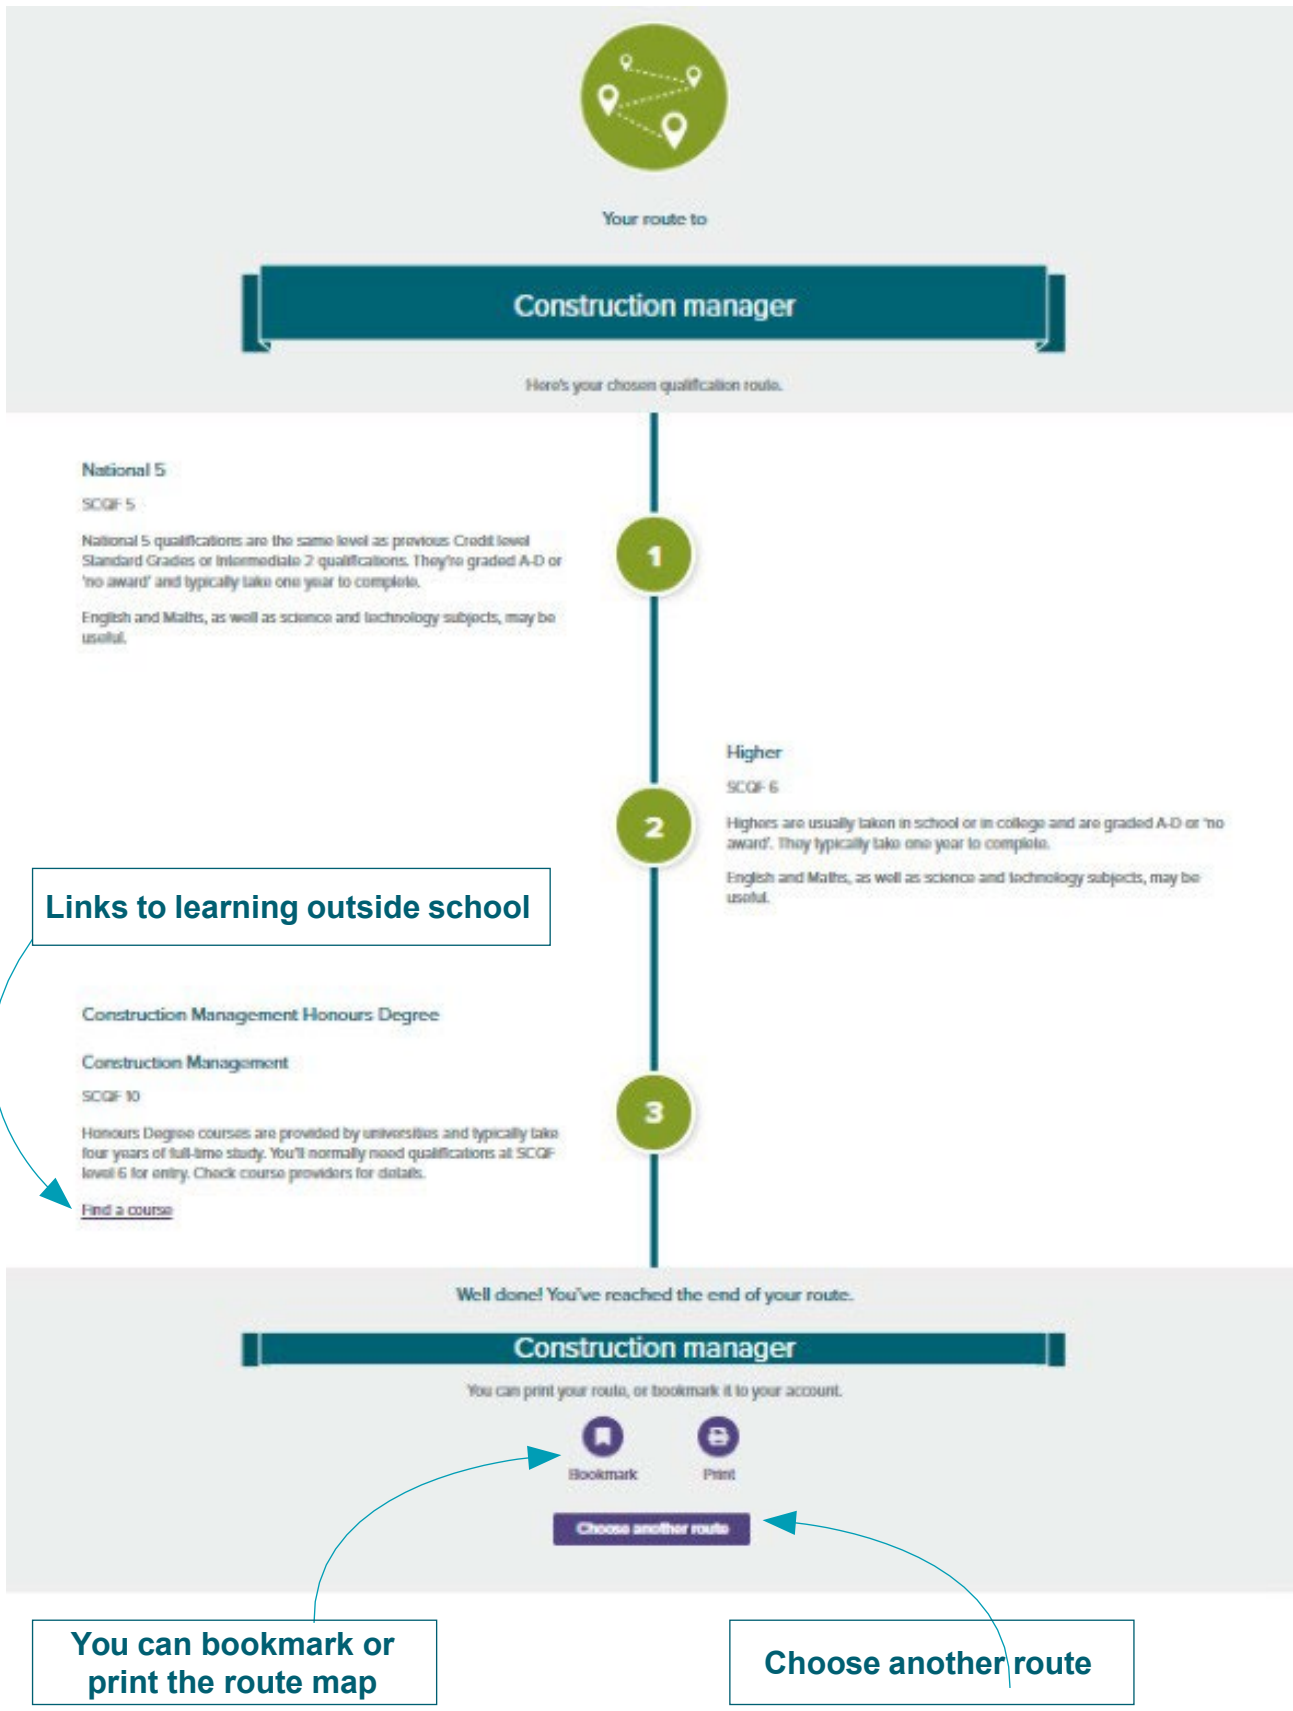 Your route to
Construction manager
Here's your chosen qualification route.
National 5
SCQF 5
National 5 qualifications are the same level as previous Credit level
Standard Grades or Intermediate 2 qualifications. They're graded A-D or
'no award' and typically take one year to complete.
English and Maths, as well as science and technology subjects, may be
useful.
1
Higher
SCQF 6
Highers are usually taken in school or in college and are graded A-D or 'no
award'. They typically take one year to complete.
English and Maths, as well as science and technology subjects, may be
useful.
2
Links to learning outside school
Construction Management Honours Degree
Construction Management
SCQF 10
Honours Degree courses are provided by universities and typically take
four years of full-time study. You'll normally need qualifications at SCQF
level 6 for entry. Check course providers for details.
Find a course
3
Well done! You've reached the end of your route.
Construction manager
You can print your route, or bookmark it to your account.
Bookmark
Print
Choose another route
You can bookmark or
print the route map
Choose another route